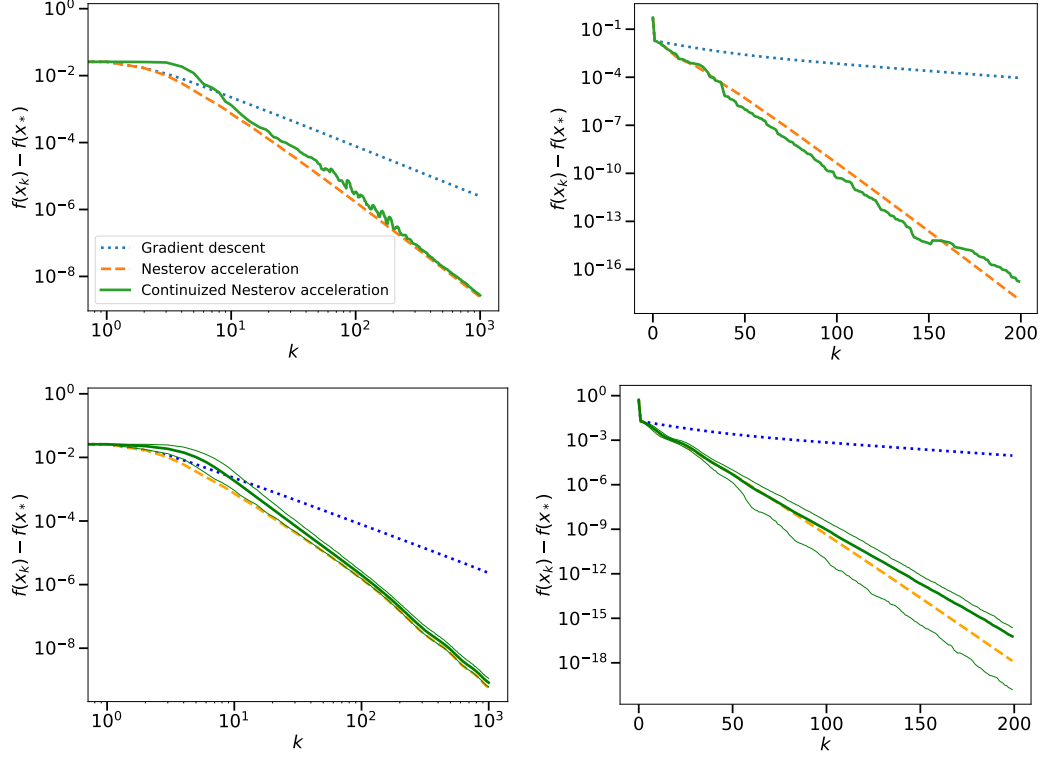 10^0
10^−2
10^−4
10^−6
10^−8
f(x_k) − f(x_*)
Gradient descent
Nesterov acceleration
Continuized Nesterov acceleration
10^0 10^1 10^2 10^3
k
10^−1
10^−4
10^−7
10^−10
10^−13
10^−16
f(x_k) − f(x_*)
0 50 100 150 200
k
10^0
10^−2
10^−4
10^−6
10^−8
f(x_k) − f(x_*)
10^0 10^1 10^2 10^3
k
10^0
10^−3
10^−6
10^−9
10^−12
10^−15
10^−18
f(x_k) − f(x_*)
0 50 100 150 200
k